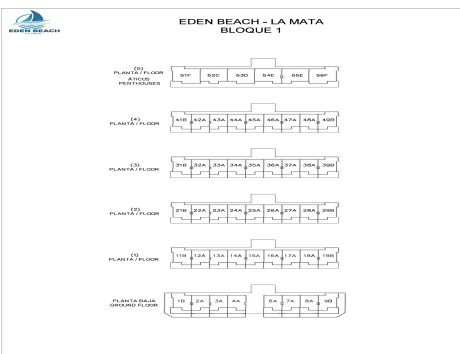 EDEN BEACH - LA MATA
BLOQUE 1
EDEN BEACH
(5)
PLANTA / FLOOR
ÁTICOS
PENTHOUSES
51F 52C 53D 54E 55E 56F
(4)
PLANTA / FLOOR
41B 42A 43A 44A 45A 46A 47A 48A 49B
(3)
PLANTA / FLOOR
31B 32A 33A 34A 35A 36A 37A 38A 39B
(2)
PLANTA / FLOOR
21B 22A 23A 24A 25A 26A 27A 28A 29B
(1)
PLANTA / FLOOR
11B 12A 13A 14A 15A 16A 17A 18A 19B
PLANTA BAJA
GROUND FLOOR
1B 2A 3A 4A 6A 7A 8A 9B